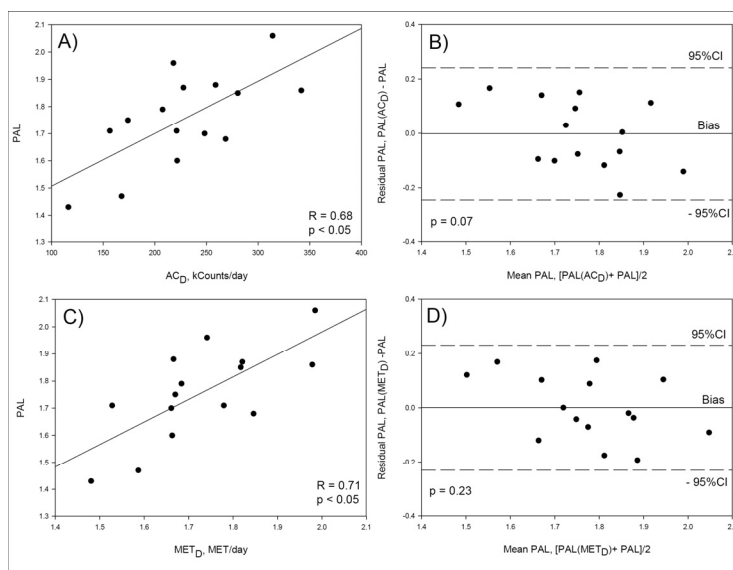 A)
PAL
2.1
2.0
1.9
1.8
1.7
1.6
1.5
1.4
1.3
R = 0.68
p < 0.05
100 150 200 250 300 350 400
AC_D, kCounts/day
B)
Residual PAL, PAL(AC_D) - PAL
0.4
0.2
0.0
-0.2
-0.4
95%CI
Bias
- 95%CI
p = 0.07
1.4 1.5 1.6 1.7 1.8 1.9 2.0 2.1
Mean PAL, [PAL(AC_D)+ PAL]/2
C)
PAL
2.1
2.0
1.9
1.8
1.7
1.6
1.5
1.4
1.3
R = 0.71
p < 0.05
1.4 1.5 1.6 1.7 1.8 1.9 2.0 2.1
MET_D, MET/day
D)
Residual PAL, PAL(MET_D) -PAL
0.4
0.2
0.0
-0.2
-0.4
95%CI
Bias
- 95%CI
p = 0.23
1.4 1.5 1.6 1.7 1.8 1.9 2.0 2.1
Mean PAL, [PAL(MET_D)+ PAL]/2